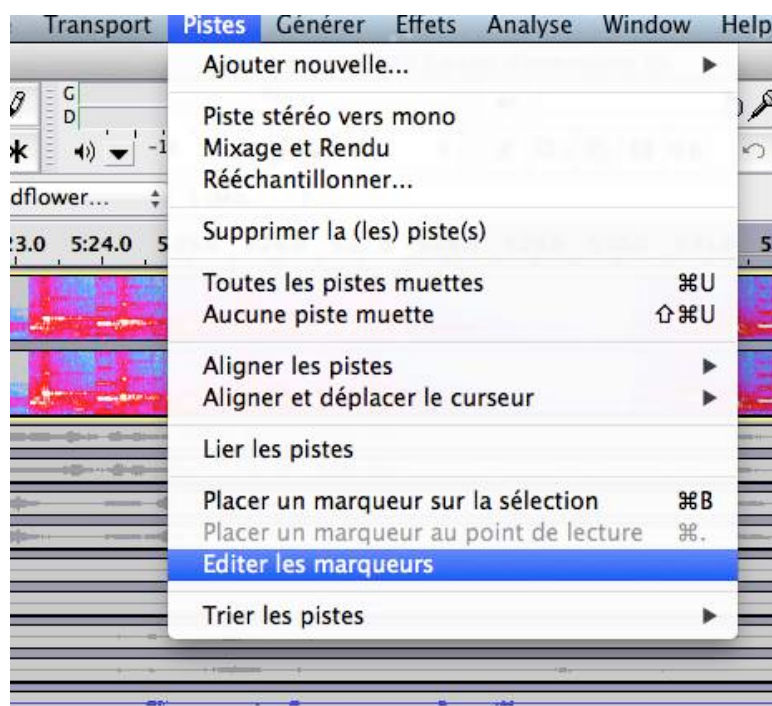 Transport Pistes Générer Effets Analyse Window Help
Ajouter nouvelle...
G
D
Piste stéréo vers mono
Mixage et Rendu
Rééchantillonner...
dflower...
Supprimer la (les) piste(s)
3.0 5:24.0 5
5
Toutes les pistes muettes ⌘U
Aucune piste muette ⇧⌘U
Aligner les pistes
Aligner et déplacer le curseur
Lier les pistes
Placer un marqueur sur la sélection ⌘B
Placer un marqueur au point de lecture ⌘.
Editer les marqueurs
Trier les pistes